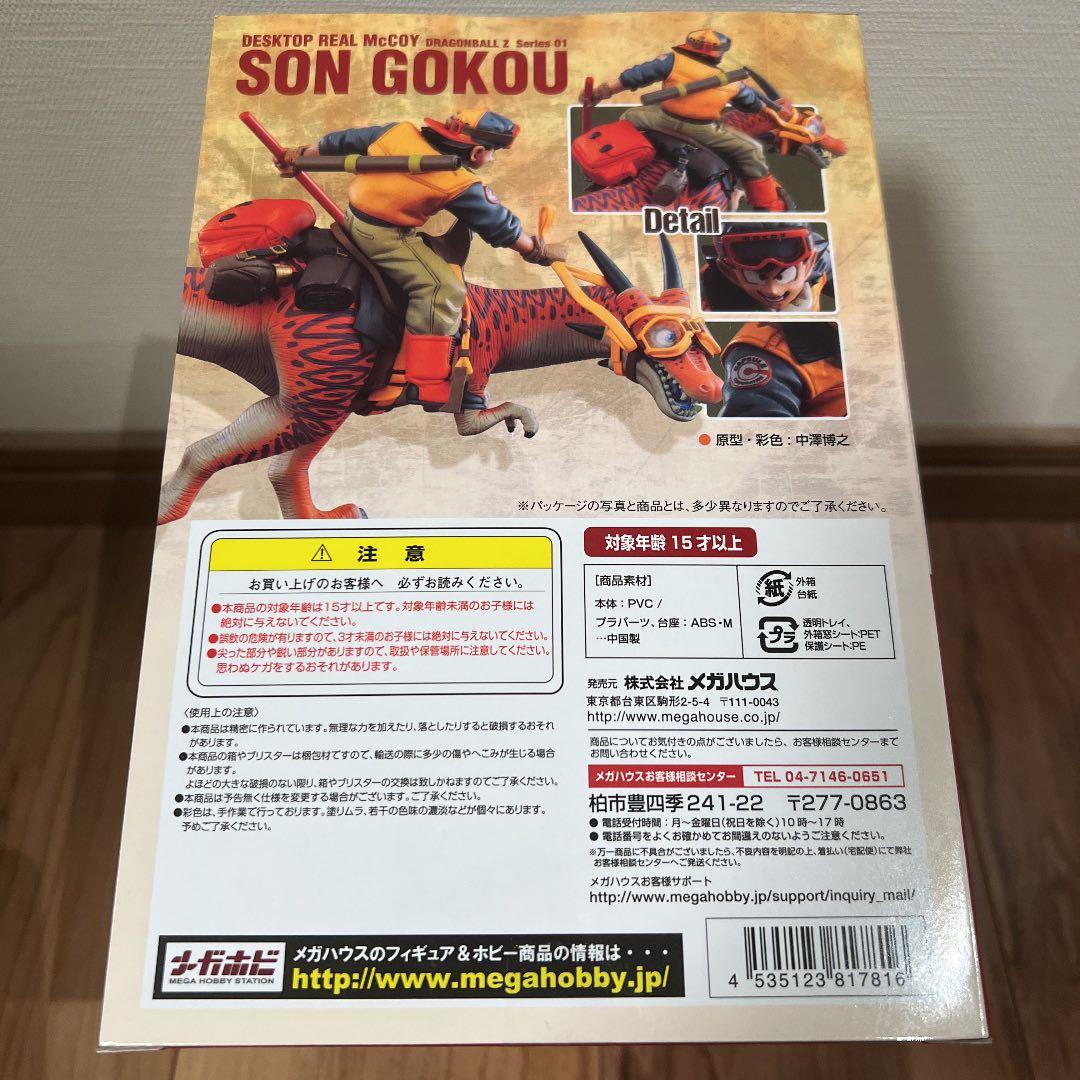 DESKTOP REAL McCOY DRAGONBALL Z Series 01
SON GOKOU
Detail
CAPSULE
● 原型・彩色：中澤博之
※パッケージの写真と商品とは、多少異なりますのでご了承ください。
⚠ 注 意
お買い上げのお客様へ 必ずお読みください。
●本商品の対象年齢は15才以上です。対象年齢未満のお子様には
絶対に与えないでください。
●誤飲の危険が有りますので、3才未満のお子様には絶対に与えないでください。
●尖った部分や鋭い部分がありますので、取扱や保管場所に注意してください。
思わぬケガをするおそれがあります。
〈使用上の注意〉
●本商品は精密に作られています。無理な力を加えたり、落としたりすると破損するおそれ
があります。
●本商品の箱やブリスターは梱包材ですので、輸送の際に多少の傷やへこみが生じる場合
があります。
よほどの大きな破損のない限り、箱やブリスターの交換は致しかねますのでご了承ください。
●本商品は予告無く仕様を変更する場合がございます。ご了承ください。
●彩色は、手作業で行っております。塗りムラ、若干の色味の濃淡などが個々にあります。
予めご了承ください。
対象年齢 15才以上
[商品素材]
本体：PVC /
プラパーツ、台座：ABS・M
…中国製
紙
外箱
台紙
プラ
透明トレイ、
外箱窓シート:PET
保護シート:PE
発売元 株式会社 メガハウス
東京都台東区駒形2-5-4 〒111-0043
http://www.megahouse.co.jp/
商品についてお気付きの点がございましたら、お客様相談センターまで
お問い合わせください。
メガハウスお客様相談センター TEL 04-7146-0651
柏市豊四季241-22 〒277-0863
● 電話受付時間：月〜金曜日(祝日を除く)10時〜17時
● 電話番号をよくお確かめてお間違えのないようご注意ください。
※万一商品に不具合がございましたら、不良内容を明記の上、着払い(宅配便)にて弊社
お客様相談センターへご発送ください。
メガハウスお客様サポート
http://www.megahobby.jp/support/inquiry_mail/
メガホビ
MEGA HOBBY STATION
メガハウスのフィギュア＆ホビー商品の情報は・・・
http://www.megahobby.jp/
4 535123 817816